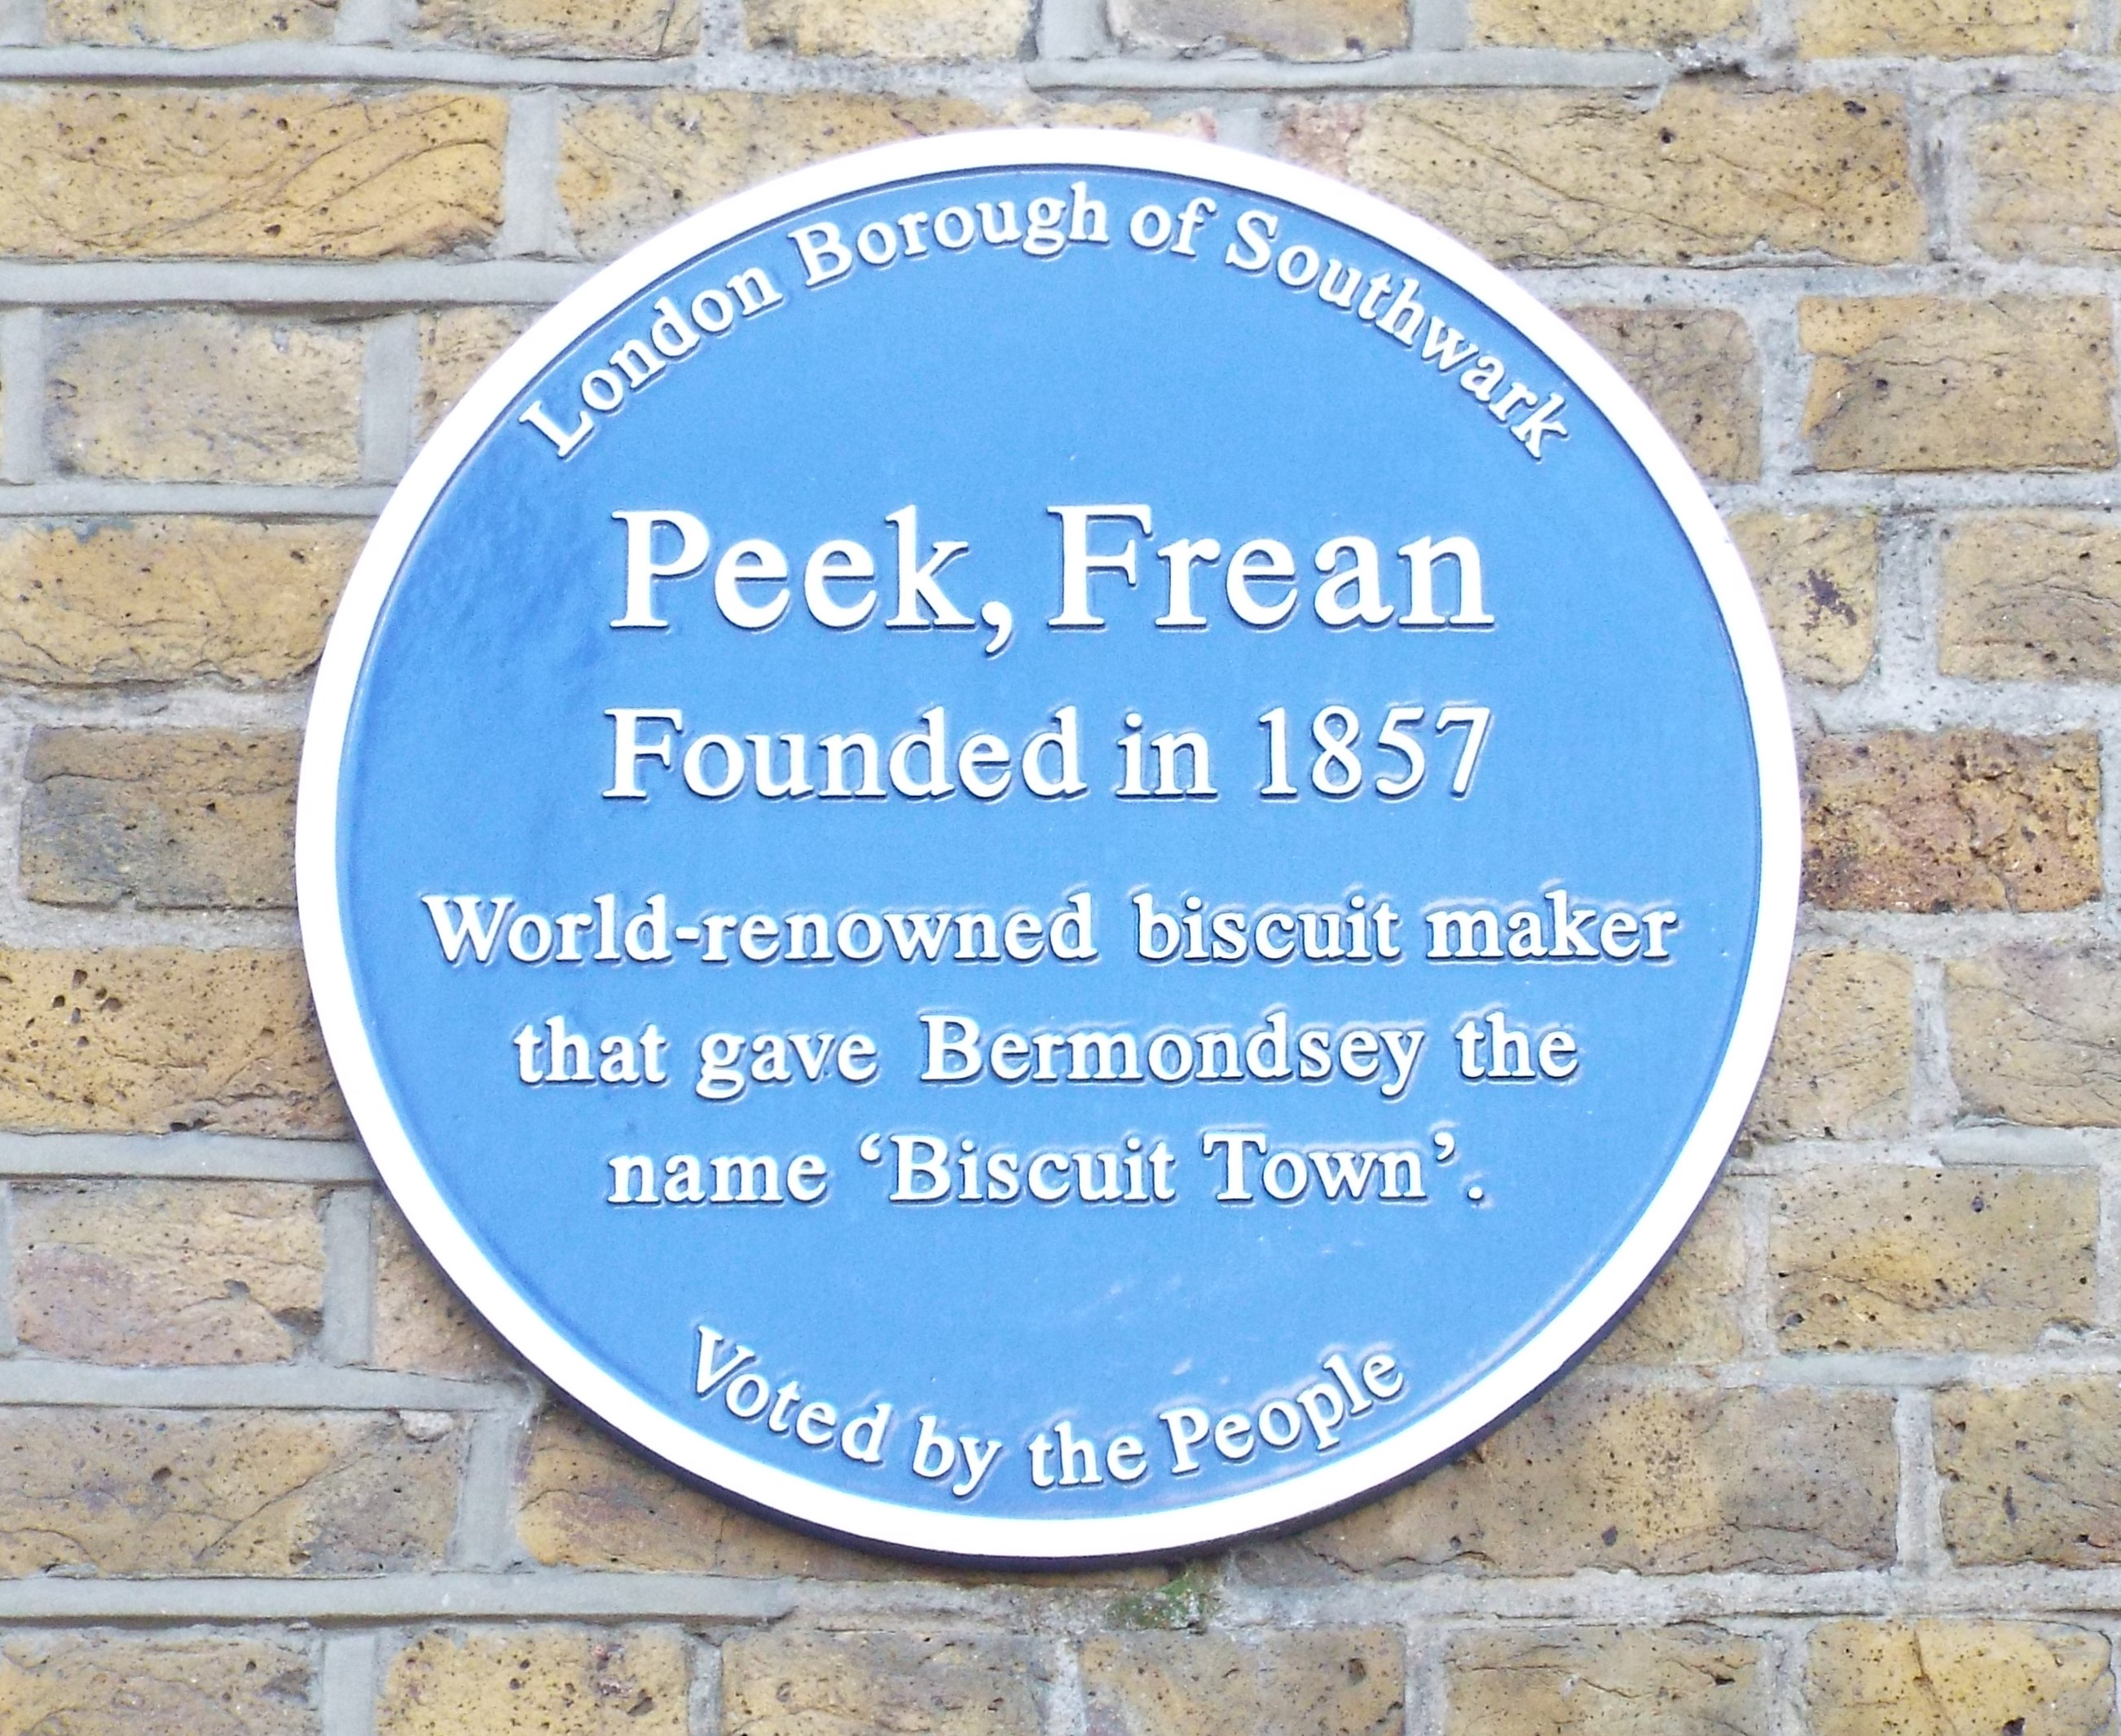 London Borough of Southwark
Peek, Frean
Founded in 1857
World-renowned biscuit maker
that gave Bermondsey the
name ‘Biscuit Town’.
Voted by the People